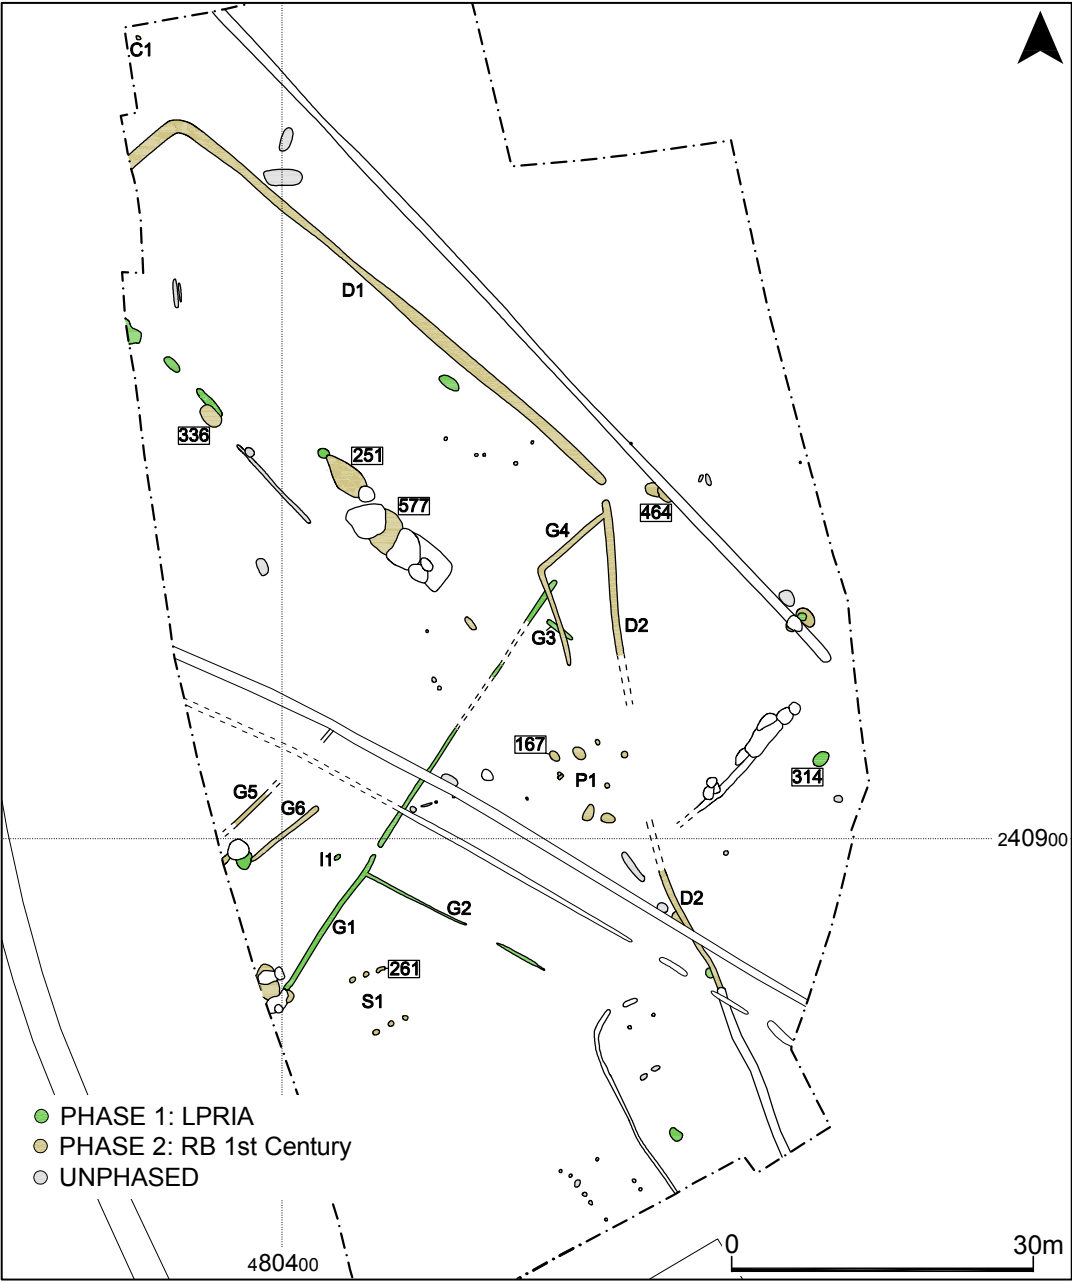 C1
D1
336
251
577
464
G4
G3
D2
167
P1
314
G5
G6
240900
I1
G2
D2
G1
261
S1
PHASE 1: LPRIA
PHASE 2: RB 1st Century
UNPHASED
0 30m
480400